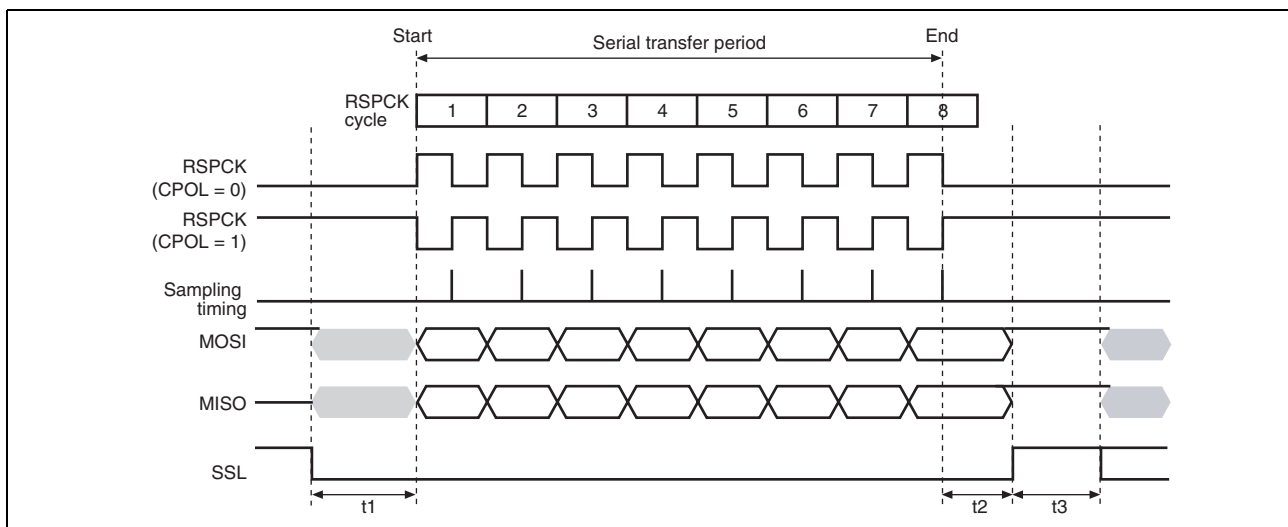 Start
Serial transfer period
End
RSPCK
cycle
1 2 3 4 5 6 7 8
RSPCK
(CPOL = 0)
RSPCK
(CPOL = 1)
Sampling
timing
MOSI
MISO
SSL
t1
t2
t3